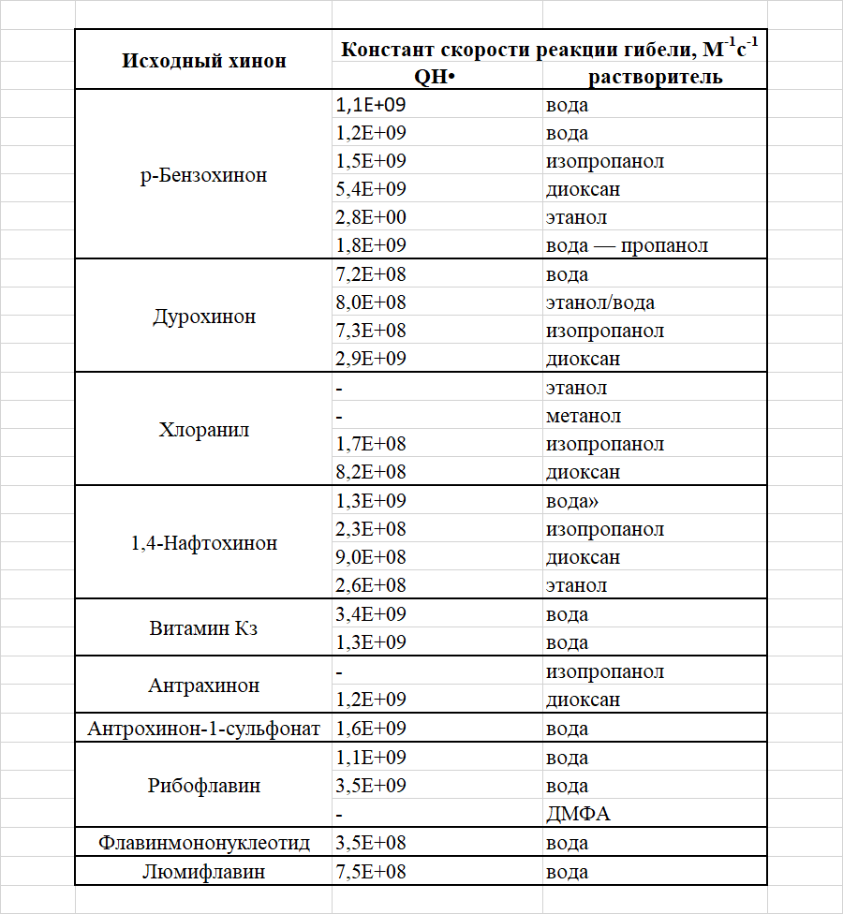 Исходный хинон
Констант скорости реакции гибели, М⁻¹с⁻¹
QH•
растворитель
р-Бензохинон
1,1E+09 вода
1,2E+09 вода
1,5E+09 изопропанол
5,4E+09 диоксан
2,8E+00 этанол
1,8E+09 вода — пропанол
Дурохинон
7,2E+08 вода
8,0E+08 этанол/вода
7,3E+08 изопропанол
2,9E+09 диоксан
Хлоранил
- этанол
- метанол
1,7E+08 изопропанол
8,2E+08 диоксан
1,4-Нафтохинон
1,3E+09 вода»
2,3E+08 изопропанол
9,0E+08 диоксан
2,6E+08 этанол
Витамин Кз
3,4E+09 вода
1,3E+09 вода
Антрахинон
- изопропанол
1,2E+09 диоксан
Антрохинон-1-сульфонат 1,6E+09 вода
Рибофлавин
1,1E+09 вода
3,5E+09 вода
- ДМФА
Флавинмононуклеотид 3,5E+08 вода
Люмифлавин 7,5E+08 вода